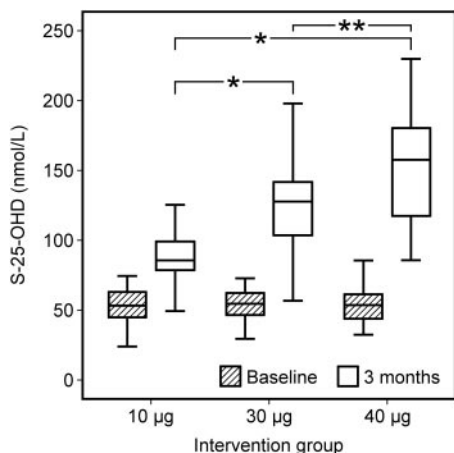 250
200
150
100
50
0
S-25-OHD (nmol/L)
*
**
*
Baseline
3 months
10 µg
30 µg
40 µg
Intervention group